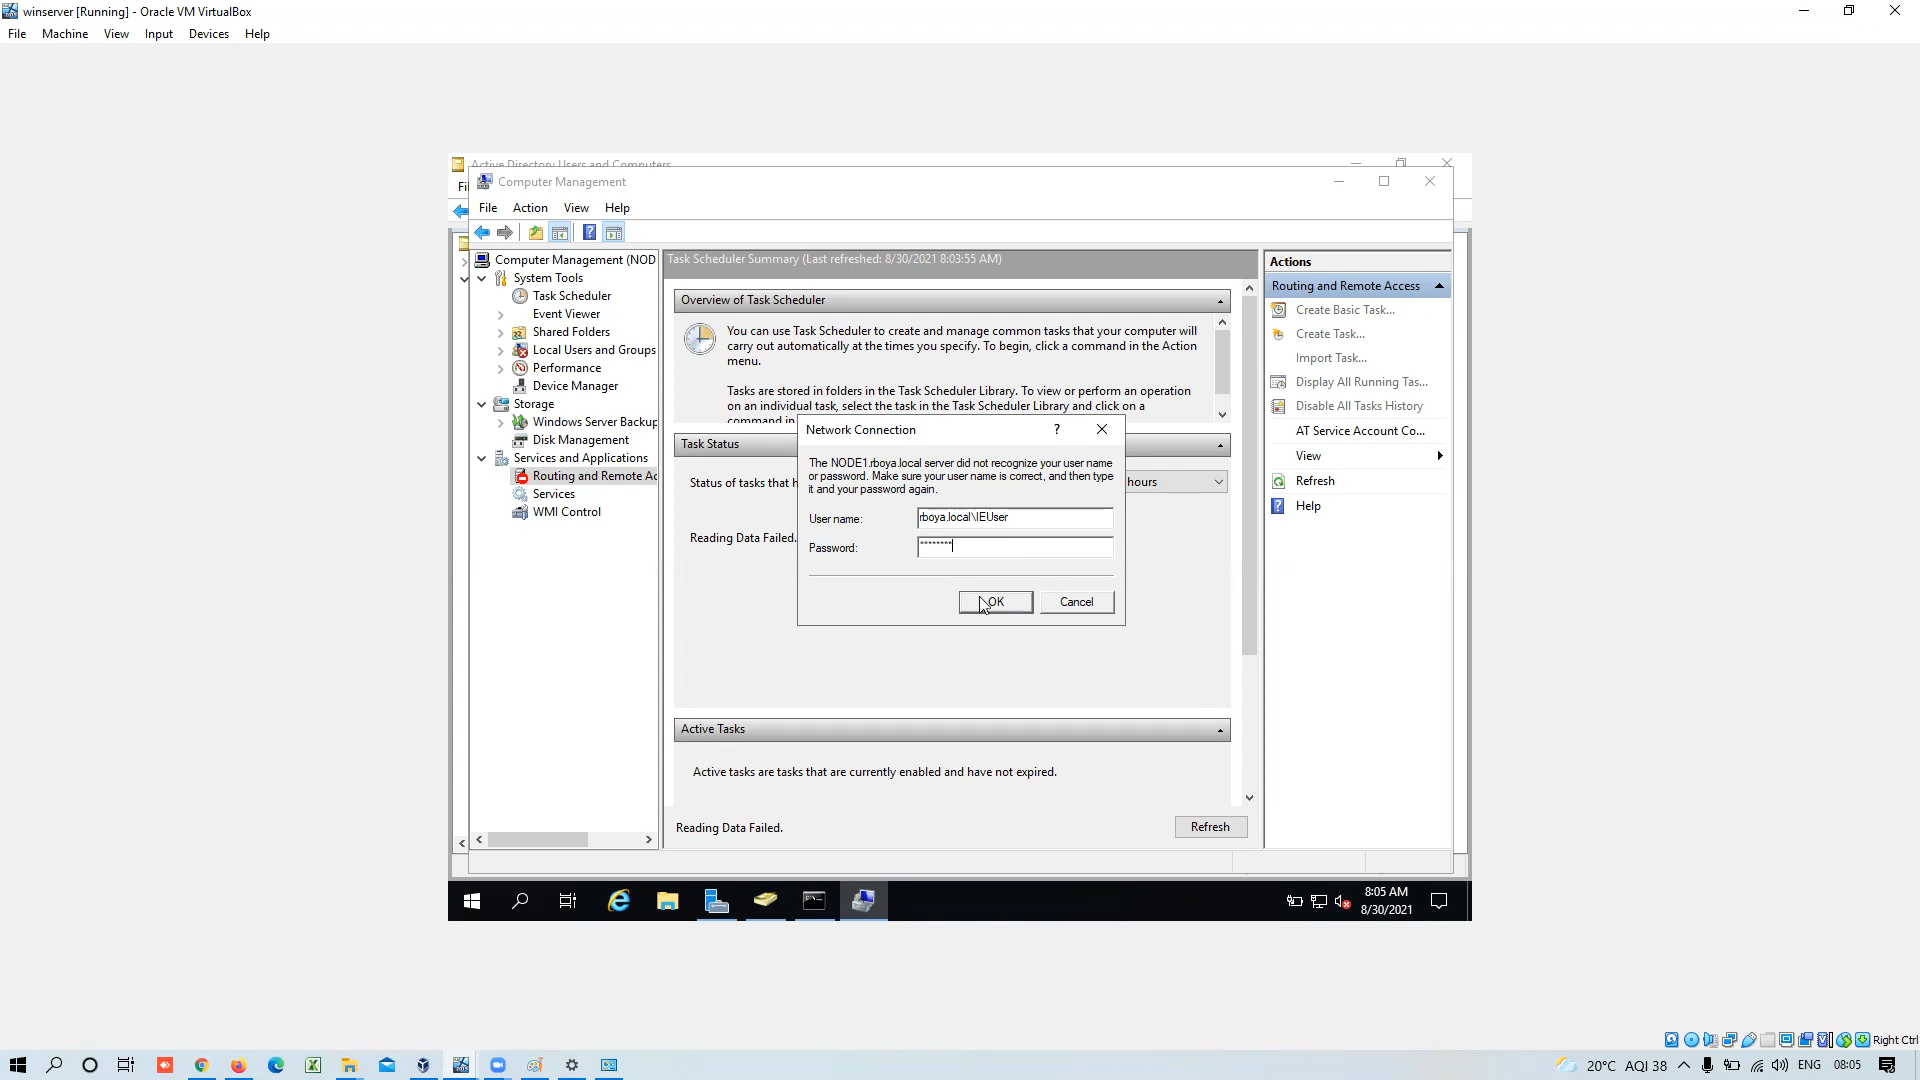 winserver [Running] - Oracle VM VirtualBox
File Machine View Input Devices Help
Active Directory Users and Computers
Fi
Computer Management
File Action View Help
Computer Management (NOD
System Tools
Task Scheduler
Event Viewer
Shared Folders
Local Users and Groups
Performance
Device Manager
Storage
Windows Server Backup
Disk Management
Services and Applications
Routing and Remote Ac
Services
WMI Control
Task Scheduler Summary (Last refreshed: 8/30/2021 8:03:55 AM)
Overview of Task Scheduler
You can use Task Scheduler to create and manage common tasks that your computer will
carry out automatically at the times you specify. To begin, click a command in the Action
menu.
Tasks are stored in folders in the Task Scheduler Library. To view or perform an operation
on an individual task, select the task in the Task Scheduler Library and click on a
command in
Task Status
Status of tasks that h
hours
Reading Data Failed.
Network Connection
?
The NODE1.rboya.local server did not recognize your user name
or password. Make sure your user name is correct, and then type
it and your password again.
User name: rboya.local\IEUser
Password: ********
OK Cancel
Active Tasks
Active tasks are tasks that are currently enabled and have not expired.
Reading Data Failed.
Refresh
Actions
Routing and Remote Access
Create Basic Task...
Create Task...
Import Task...
Display All Running Tas...
Disable All Tasks History
AT Service Account Co...
View
Refresh
Help
8:05 AM
8/30/2021
Right Ctrl
20°C AQI 38 ENG 08:05